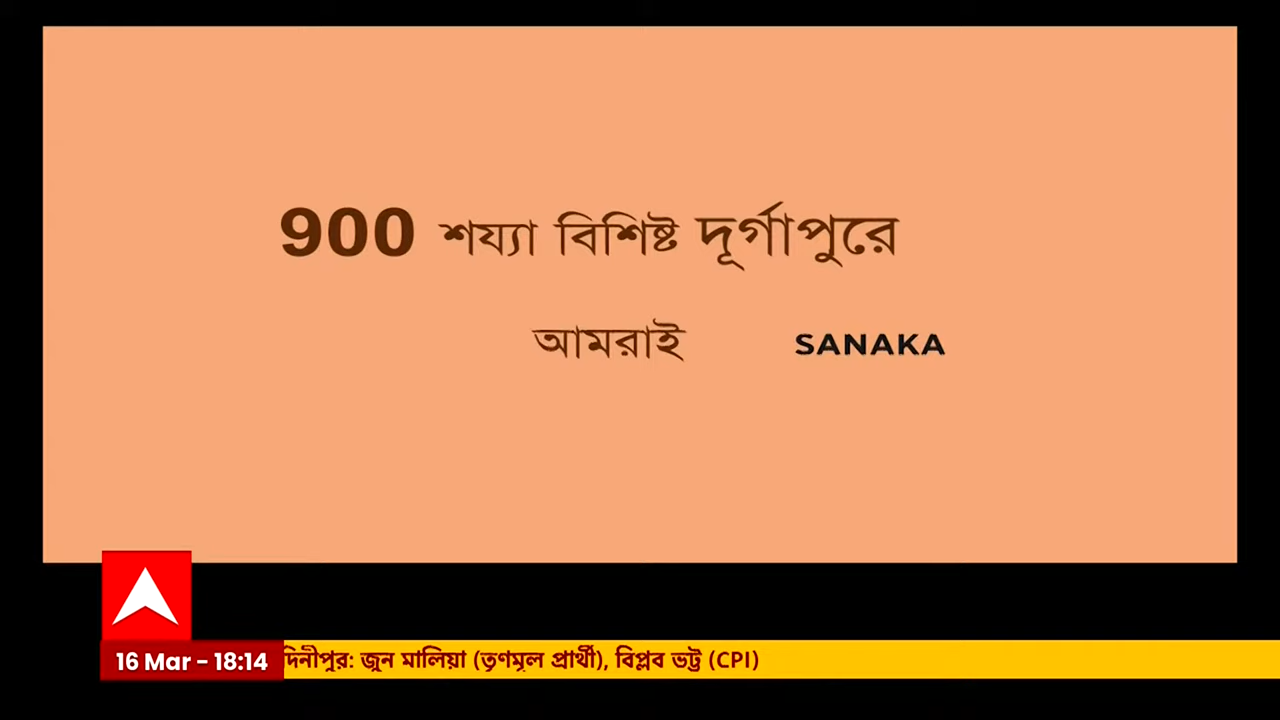 900 শয্যা বিশিষ্ট দূর্গাপুরে
আমরাই SANAKA
16 Mar - 18:14 দিনীপুর: জুন মালিয়া (তৃণমূল প্রার্থী), বিপ্লব ভট্ট (CPI)